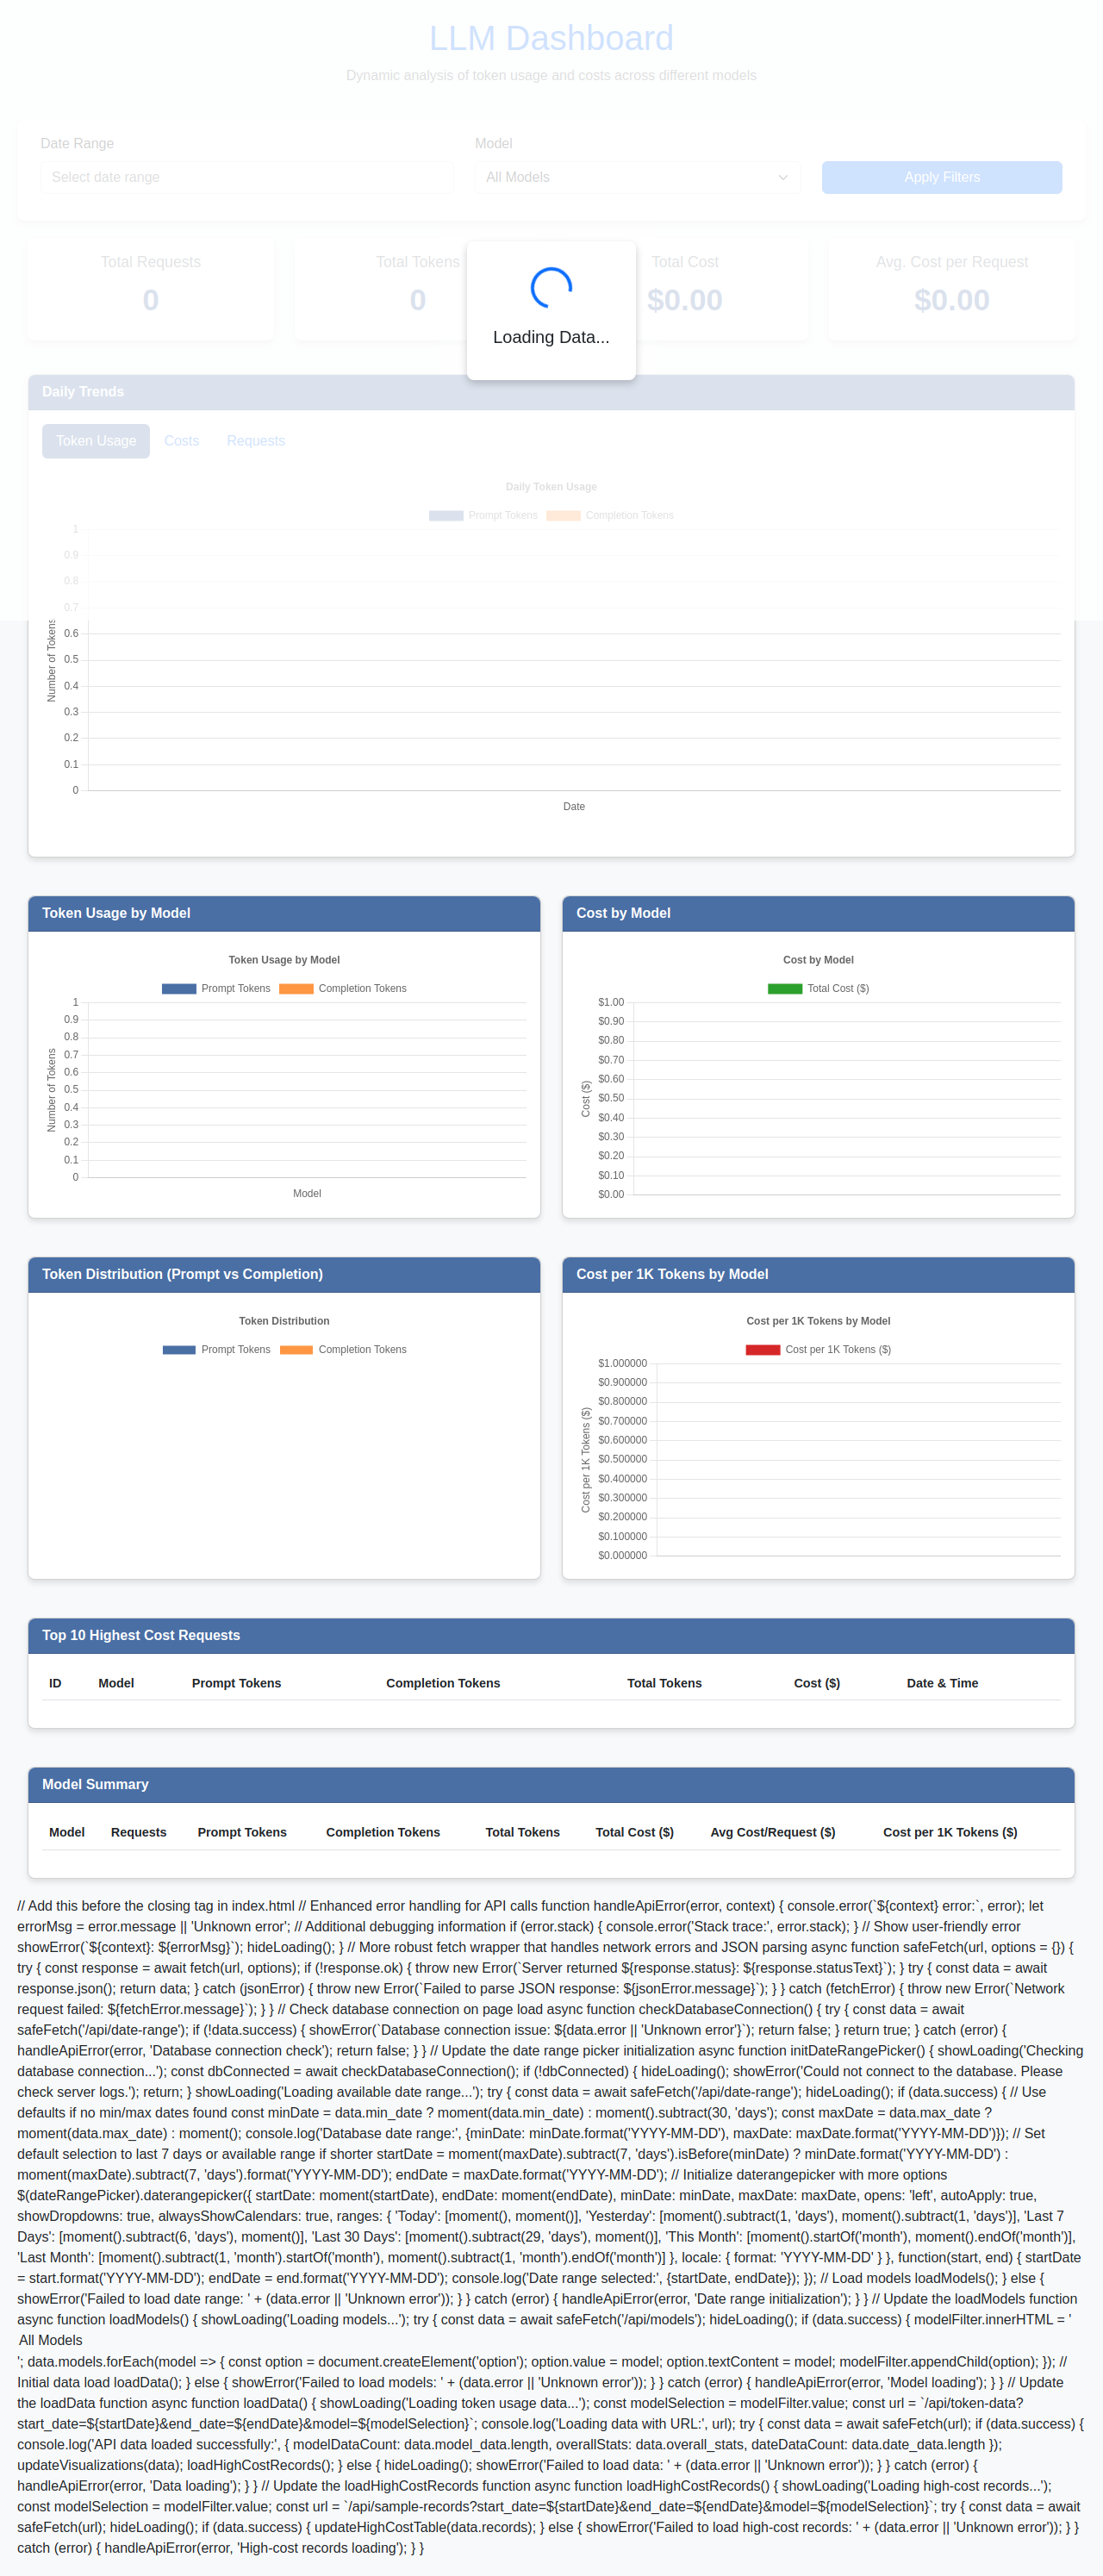 LLM Dashboard
Dynamic analysis of token usage and costs across different models
Date Range
Model
Select date range
All Models
Apply Filters
Total Requests
0
Total Tokens
0
Total Cost
$0.00
Avg. Cost per Request
$0.00
Loading Data...
Daily Trends
Token Usage
Costs
Requests
Daily Token Usage
Prompt Tokens
Completion Tokens
1
0.9
0.8
0.7
0.6
0.5
0.4
0.3
0.2
0.1
0
Number of Tokens
Date
Token Usage by Model
Token Usage by Model
Prompt Tokens
Completion Tokens
1
0.9
0.8
0.7
0.6
0.5
0.4
0.3
0.2
0.1
0
Number of Tokens
Model
Cost by Model
Cost by Model
Total Cost ($)
$1.00
$0.90
$0.80
$0.70
$0.60
$0.50
$0.40
$0.30
$0.20
$0.10
$0.00
Cost ($)
Token Distribution (Prompt vs Completion)
Token Distribution
Prompt Tokens
Completion Tokens
Cost per 1K Tokens by Model
Cost per 1K Tokens by Model
Cost per 1K Tokens ($)
$1.000000
$0.900000
$0.800000
$0.700000
$0.600000
$0.500000
$0.400000
$0.300000
$0.200000
$0.100000
$0.000000
Cost per 1K Tokens ($)
Top 10 Highest Cost Requests
ID Model Prompt Tokens Completion Tokens Total Tokens Cost ($) Date & Time
Model Summary
Model Requests Prompt Tokens Completion Tokens Total Tokens Total Cost ($) Avg Cost/Request ($) Cost per 1K Tokens ($)
// Add this before the closing tag in index.html // Enhanced error handling for API calls function handleApiError(error, context) { console.error(`${context} error:`, error); let
errorMsg = error.message || 'Unknown error'; // Additional debugging information if (error.stack) { console.error('Stack trace:', error.stack); } // Show user-friendly error
showError(`${context}: ${errorMsg}`); hideLoading(); } // More robust fetch wrapper that handles network errors and JSON parsing async function safeFetch(url, options = {}) {
try { const response = await fetch(url, options); if (!response.ok) { throw new Error(`Server returned ${response.status}: ${response.statusText}`); } try { const data = await
response.json(); return data; } catch (jsonError) { throw new Error(`Failed to parse JSON response: ${jsonError.message}`); } } catch (fetchError) { throw new Error(`Network
request failed: ${fetchError.message}`); } } // Check database connection on page load async function checkDatabaseConnection() { try { const data = await
safeFetch('/api/date-range'); if (!data.success) { showError(`Database connection issue: ${data.error || 'Unknown error'}`); return false; } return true; } catch (error) {
handleApiError(error, 'Database connection check'); return false; } } // Update the date range picker initialization async function initDateRangePicker() { showLoading('Checking
database connection...'); const dbConnected = await checkDatabaseConnection(); if (!dbConnected) { hideLoading(); showError('Could not connect to the database. Please
check server logs.'); return; } showLoading('Loading available date range...'); try { const data = await safeFetch('/api/date-range'); hideLoading(); if (data.success) { // Use
defaults if no min/max dates found const minDate = data.min_date ? moment(data.min_date) : moment().subtract(30, 'days'); const maxDate = data.max_date ?
moment(data.max_date) : moment(); console.log('Database date range:', {minDate: minDate.format('YYYY-MM-DD'), maxDate: maxDate.format('YYYY-MM-DD')}); // Set
default selection to last 7 days or available range if shorter startDate = moment(maxDate).subtract(7, 'days').isBefore(minDate) ? minDate.format('YYYY-MM-DD') :
moment(maxDate).subtract(7, 'days').format('YYYY-MM-DD'); endDate = maxDate.format('YYYY-MM-DD'); // Initialize daterangepicker with more options
$(dateRangePicker).daterangepicker({ startDate: moment(startDate), endDate: moment(endDate), minDate: minDate, maxDate: maxDate, opens: 'left', autoApply: true,
showDropdowns: true, alwaysShowCalendars: true, ranges: { 'Today': [moment(), moment()], 'Yesterday': [moment().subtract(1, 'days'), moment().subtract(1, 'days')], 'Last 7
Days': [moment().subtract(6, 'days'), moment()], 'Last 30 Days': [moment().subtract(29, 'days'), moment()], 'This Month': [moment().startOf('month'), moment().endOf('month')],
'Last Month': [moment().subtract(1, 'month').startOf('month'), moment().subtract(1, 'month').endOf('month')] }, locale: { format: 'YYYY-MM-DD' } }, function(start, end) { startDate
= start.format('YYYY-MM-DD'); endDate = end.format('YYYY-MM-DD'); console.log('Date range selected:', {startDate, endDate}); }); // Load models loadModels(); } else {
showError('Failed to load date range: ' + (data.error || 'Unknown error')); } } catch (error) { handleApiError(error, 'Date range initialization'); } } // Update the loadModels function
async function loadModels() { showLoading('Loading models...'); try { const data = await safeFetch('/api/models'); hideLoading(); if (data.success) { modelFilter.innerHTML = '
All Models
'; data.models.forEach(model => { const option = document.createElement('option'); option.value = model; option.textContent = model; modelFilter.appendChild(option); }); //
Initial data load loadData(); } else { showError('Failed to load models: ' + (data.error || 'Unknown error')); } } catch (error) { handleApiError(error, 'Model loading'); } } // Update
the loadData function async function loadData() { showLoading('Loading token usage data...'); const modelSelection = modelFilter.value; const url = `/api/token-data?
start_date=${startDate}&end_date=${endDate}&model=${modelSelection}`; console.log('Loading data with URL:', url); try { const data = await safeFetch(url); if (data.success) {
console.log('API data loaded successfully:', { modelDataCount: data.model_data.length, overallStats: data.overall_stats, dateDataCount: data.date_data.length });
updateVisualizations(data); loadHighCostRecords(); } else { hideLoading(); showError('Failed to load data: ' + (data.error || 'Unknown error')); } } catch (error) {
handleApiError(error, 'Data loading'); } } // Update the loadHighCostRecords function async function loadHighCostRecords() { showLoading('Loading high-cost records...');
const modelSelection = modelFilter.value; const url = `/api/sample-records?start_date=${startDate}&end_date=${endDate}&model=${modelSelection}`; try { const data = await
safeFetch(url); hideLoading(); if (data.success) { updateHighCostTable(data.records); } else { showError('Failed to load high-cost records: ' + (data.error || 'Unknown error')); } }
catch (error) { handleApiError(error, 'High-cost records loading'); } }